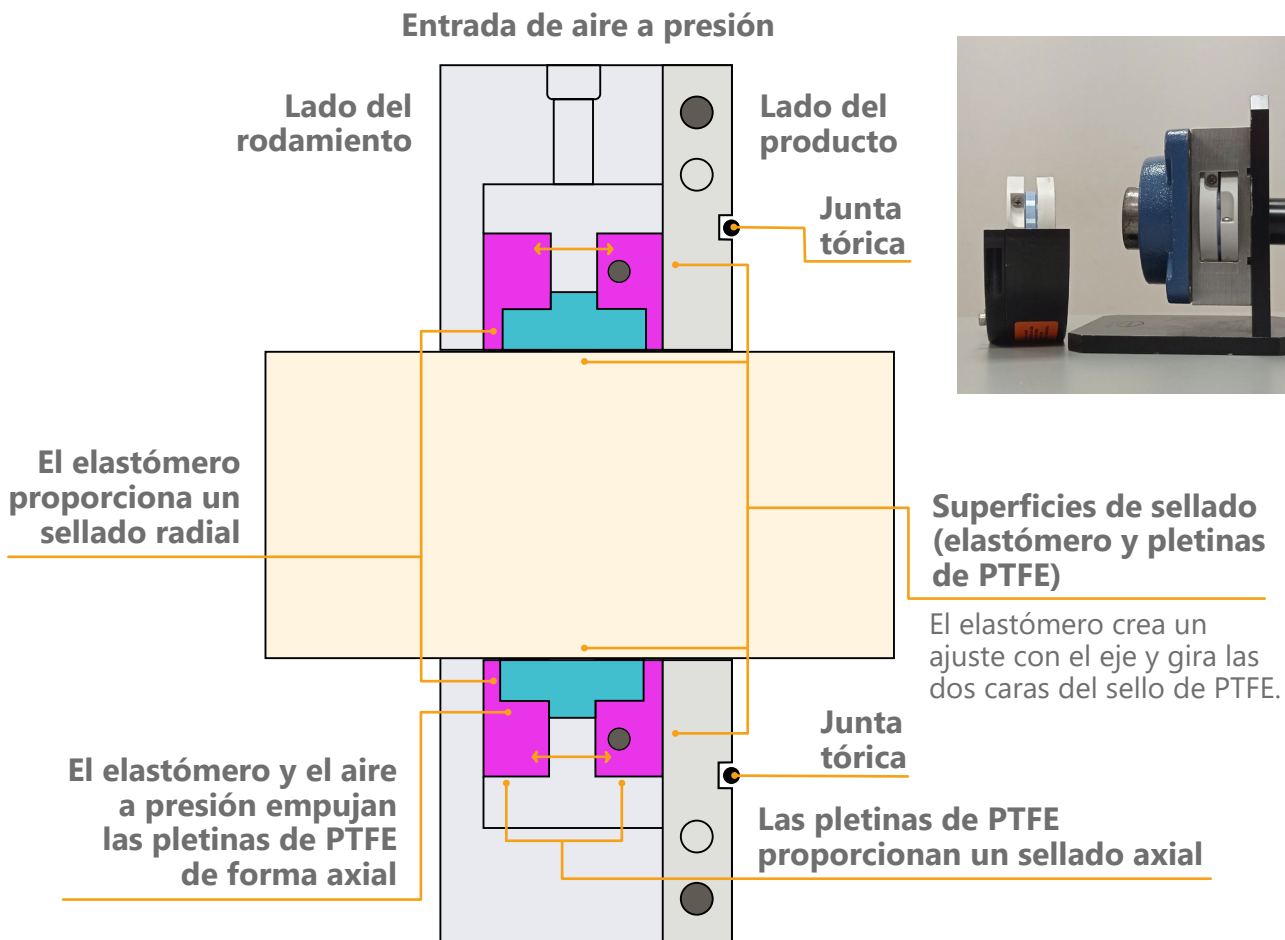 Entrada de aire a presión
Lado del
rodamiento
Lado del
producto
Junta
tórica
El elastómero
proporciona un
sellado radial
Superficies de sellado
(elastómero y pletinas
de PTFE)
El elastómero crea un
ajuste con el eje y gira las
dos caras del sello de PTFE.
Junta
tórica
El elastómero y el aire
a presión empujan
las pletinas de PTFE
de forma axial
Las pletinas de PTFE
proporcionan un sellado axial